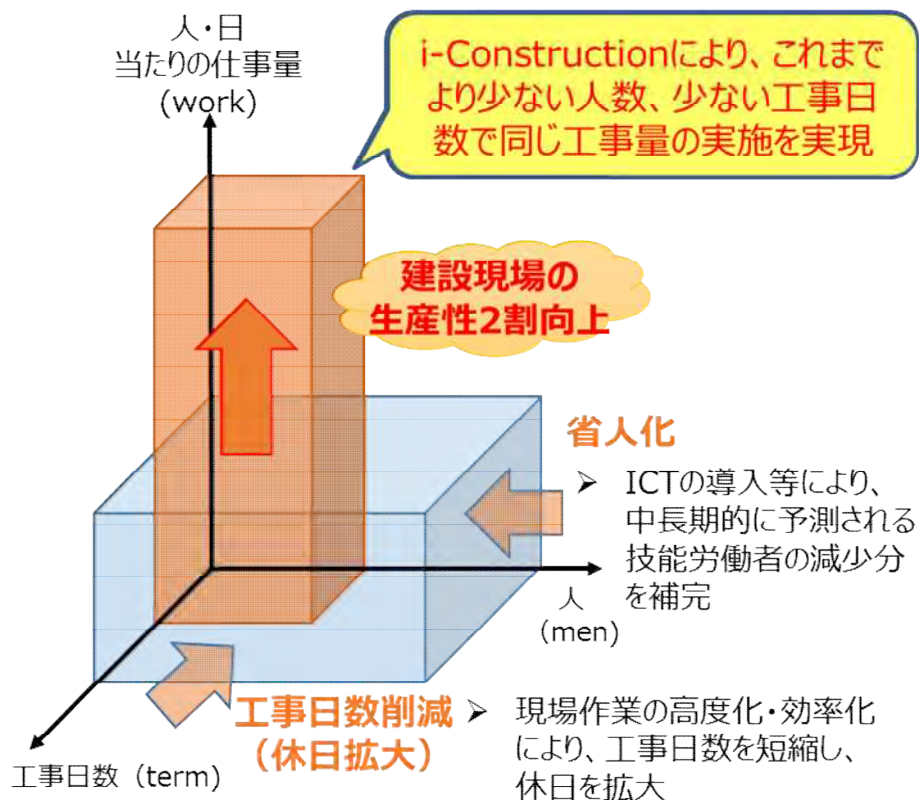 人・日
当たりの仕事量
(work)
i-Constructionにより、これまで
より少ない人数、少ない工事日
数で同じ工事量の実施を実現
建設現場の
生産性2割向上
省人化
➢ ICTの導入等により、
中長期的に予測される
技能労働者の減少分
を補完
人
(men)
工事日数削減
(休日拡大)
➢ 現場作業の高度化・効率化
により、工事日数を短縮し、
休日を拡大
工事日数 (term)